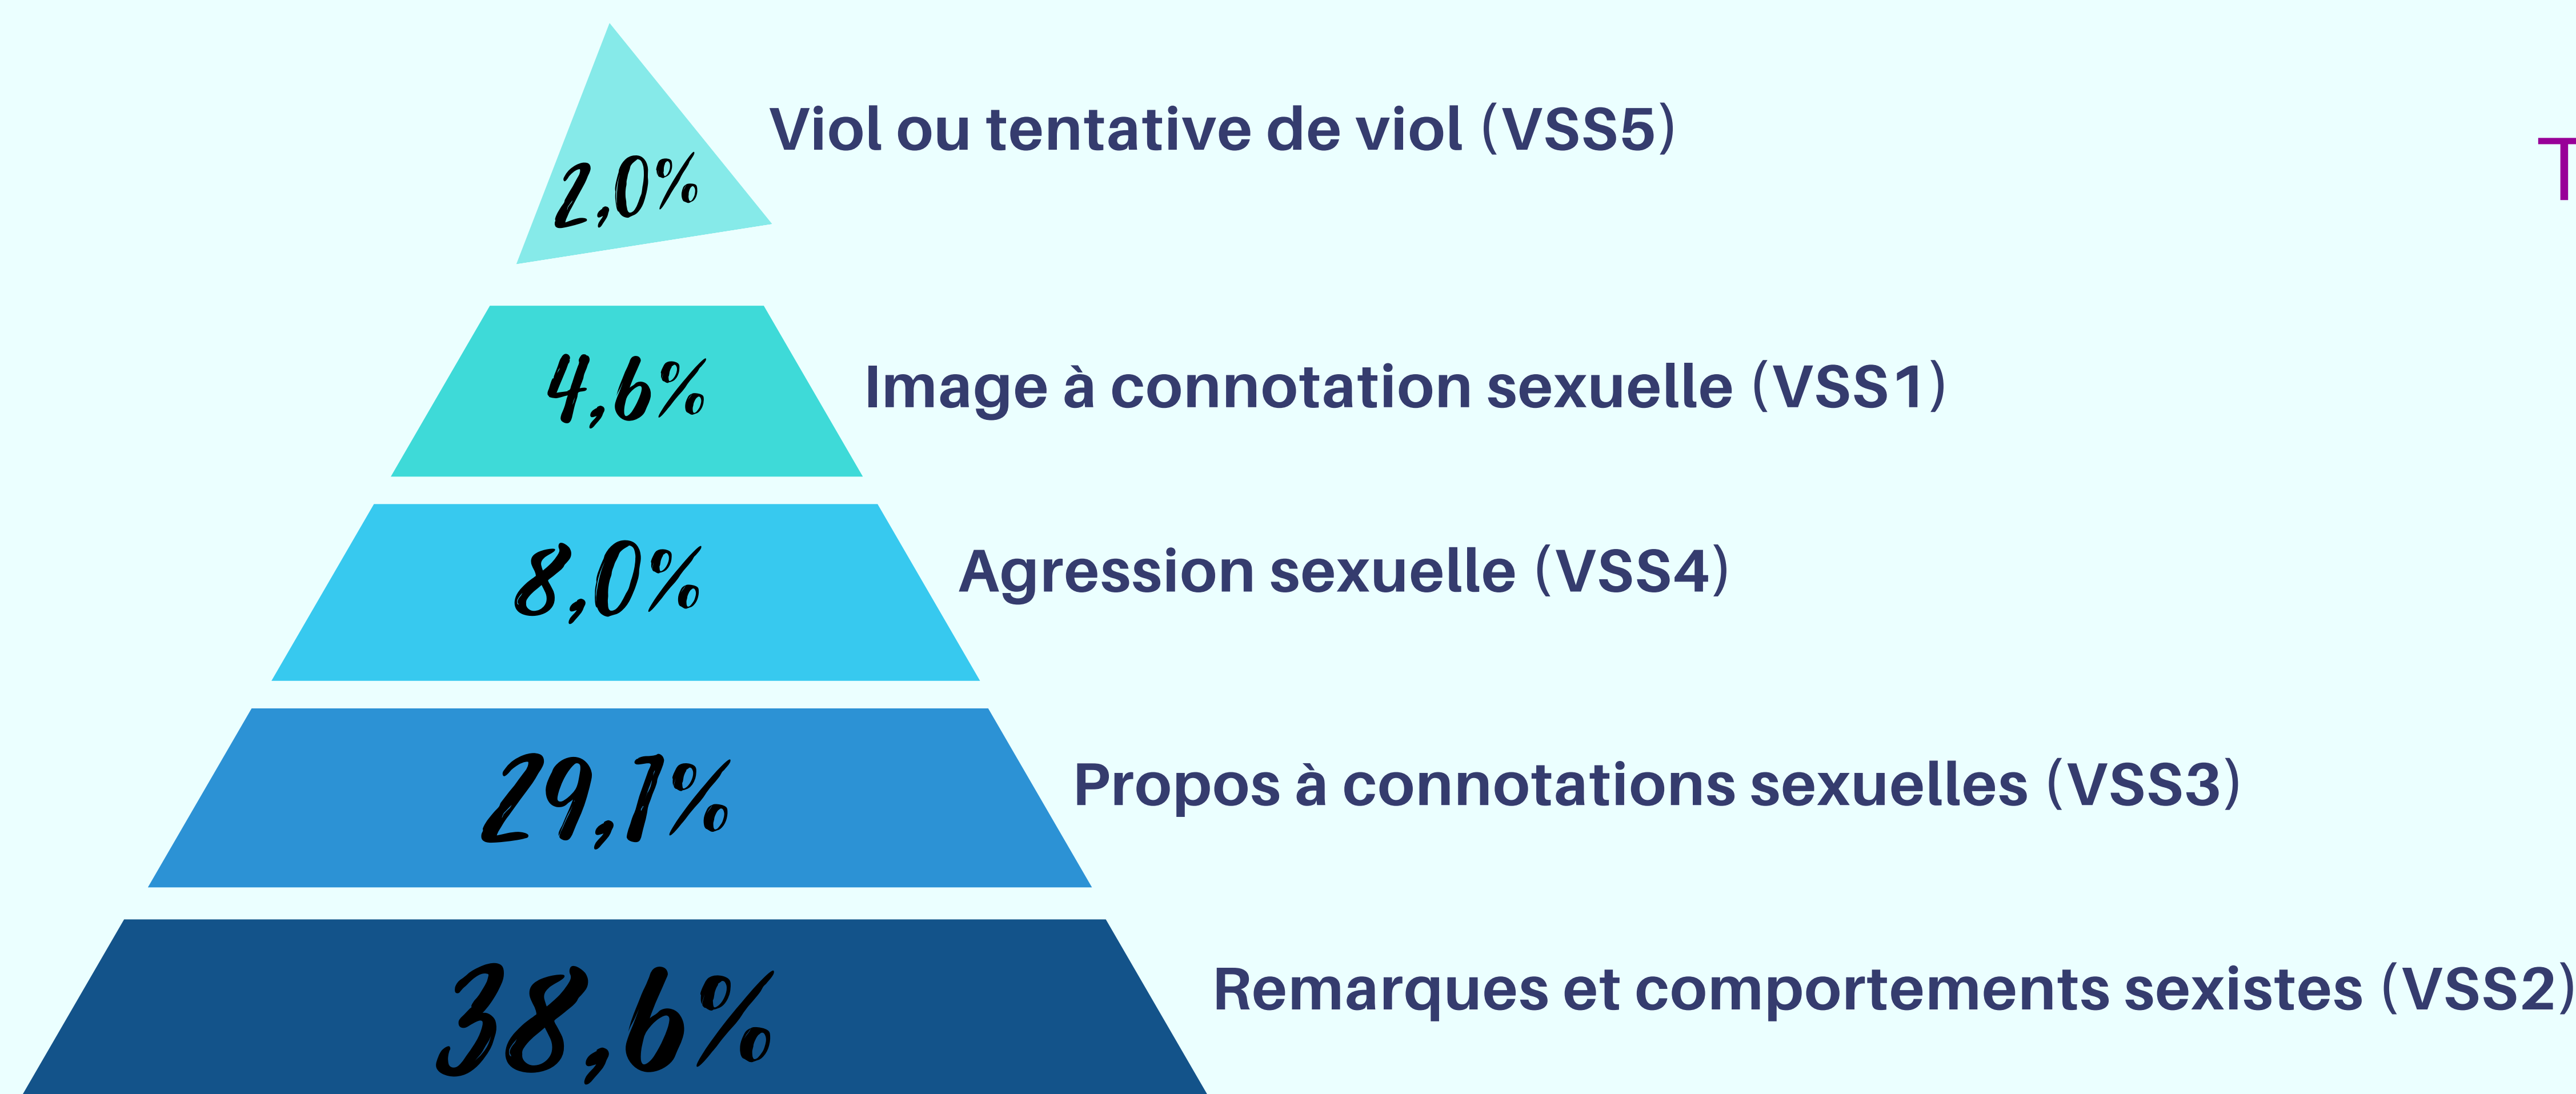 Viol ou tentative de viol (VSS5)
T
2,0%
4,6%
Image à connotation sexuelle (VSS1)
8,0%
Agression sexuelle (VSS4)
29,1%
Propos à connotations sexuelles (VSS3)
38,6%
Remarques et comportements sexistes (VSS2)